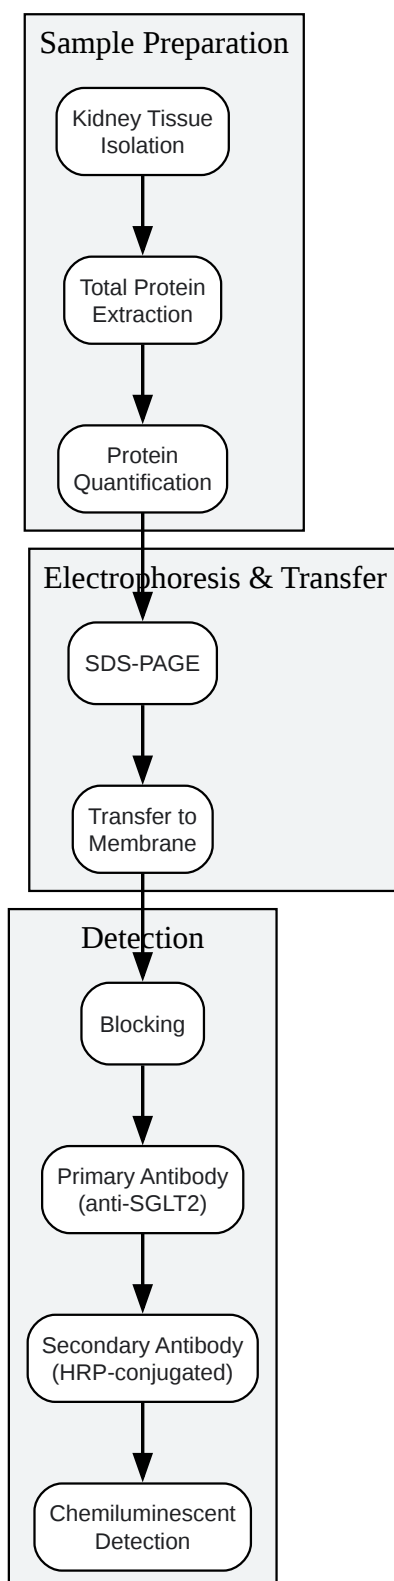 Sample Preparation
Kidney Tissue
Isolation
Total Protein
Extraction
Protein
Quantification
Electrophoresis & Transfer
SDS-PAGE
Transfer to
Membrane
Detection
Blocking
Primary Antibody
(anti-SGLT2)
Secondary Antibody
(HRP-conjugated)
Chemiluminescent
Detection